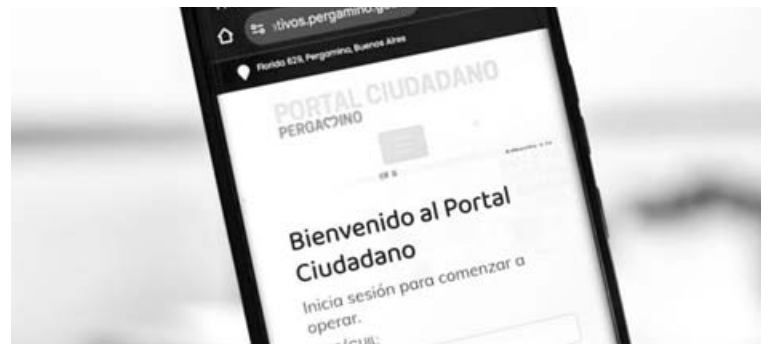 tivos.pergamino.g
Florida 629, Pergamino, Buenos Aires
PORTAL CIUDADANO
PERGAMINO
Bienvenido al Portal
Ciudadano
Inicia sesión para comenzar a
operar.
/CUIL: